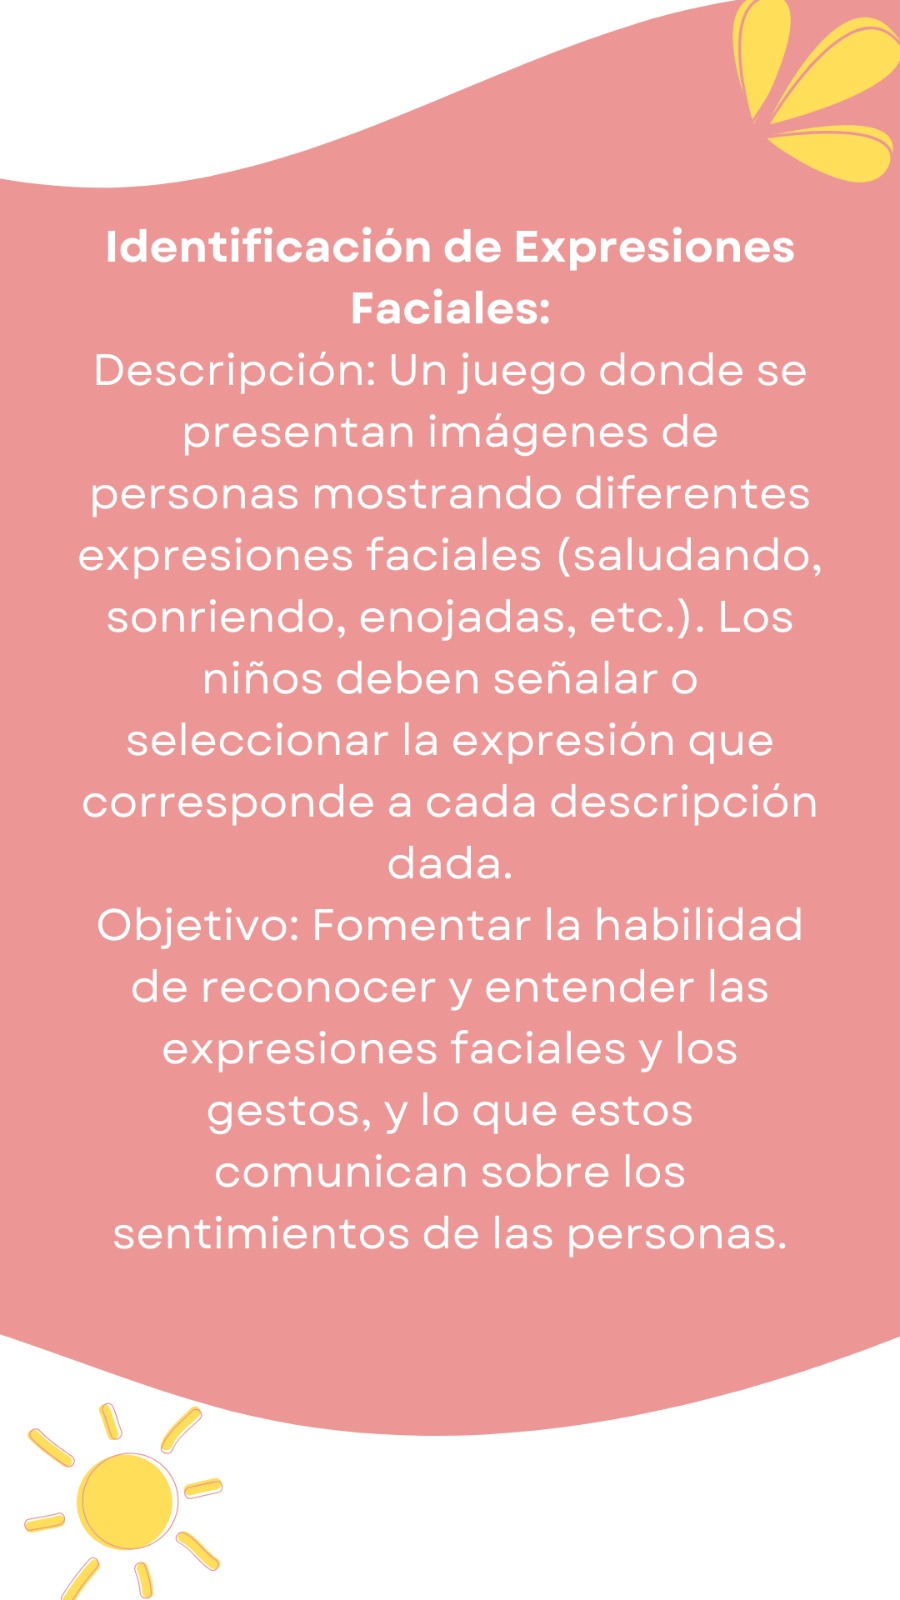 Identificación de Expresiones
Faciales:
Descripción: Un juego donde se
presentan imágenes de
personas mostrando diferentes
expresiones faciales (saludando,
sonriendo, enojadas, etc.). Los
niños deben señalar o
seleccionar la expresión que
corresponde a cada descripción
dada.
Objetivo: Fomentar la habilidad
de reconocer y entender las
expresiones faciales y los
gestos, y lo que estos
comunican sobre los
sentimientos de las personas.